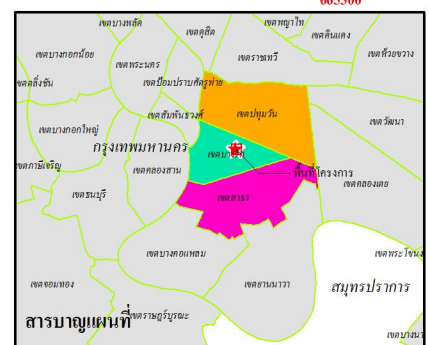 665500
เขตบางพลัด
เขตดุสิต
เขตพญาไท
เขตดินแดง
เขตบางกอกน้อย
เขตพระนคร
เขตราชเทวี
เขตห้วยขวาง
เขตตลิ่งชัน
เขตป้อมปราบศัตรูพ่าย
เขตสัมพันธวงศ์
เขตปทุมวัน
เขตวัฒนา
เขตบางกอกใหญ่
กรุงเทพมหานคร
เขตภาษีเจริญ
เขตคลองสาน
พื้นที่โครงการ
เขตคลองเตย
เขตธนบุรี
เขตสาธร
เขตบางคอแหลม
เขตพระโขนง
เขตจอมทอง
เขตยานนาวา
สมุทรปราการ
สารบาญแผนที่
เขตราษฎร์บูรณะ
เขตบางนา